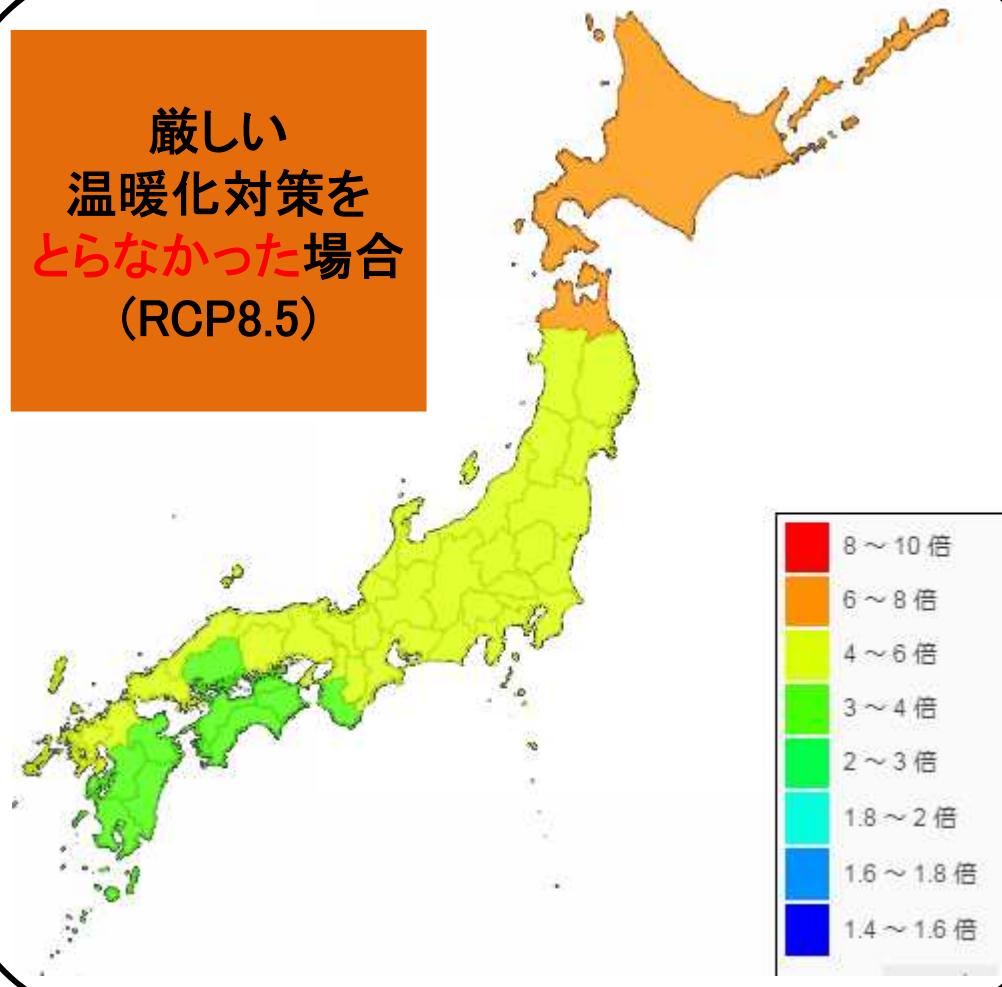 厳しい
温暖化対策を
とらなかった場合
(RCP8.5)
8 ～ 10 倍
6 ～ 8 倍
4 ～ 6 倍
3 ～ 4 倍
2 ～ 3 倍
1.8 ～ 2 倍
1.6 ～ 1.8 倍
1.4 ～ 1.6 倍